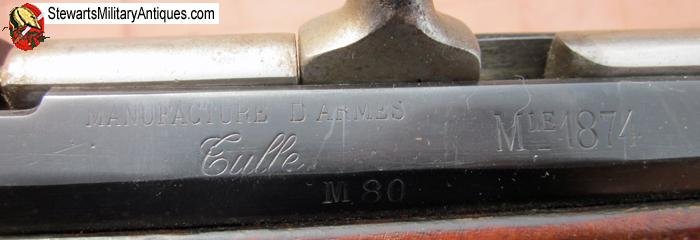 StewartsMilitaryAntiques.com
MANUFACTURE D'ARMES
Tulle
MLE 1874
M 80